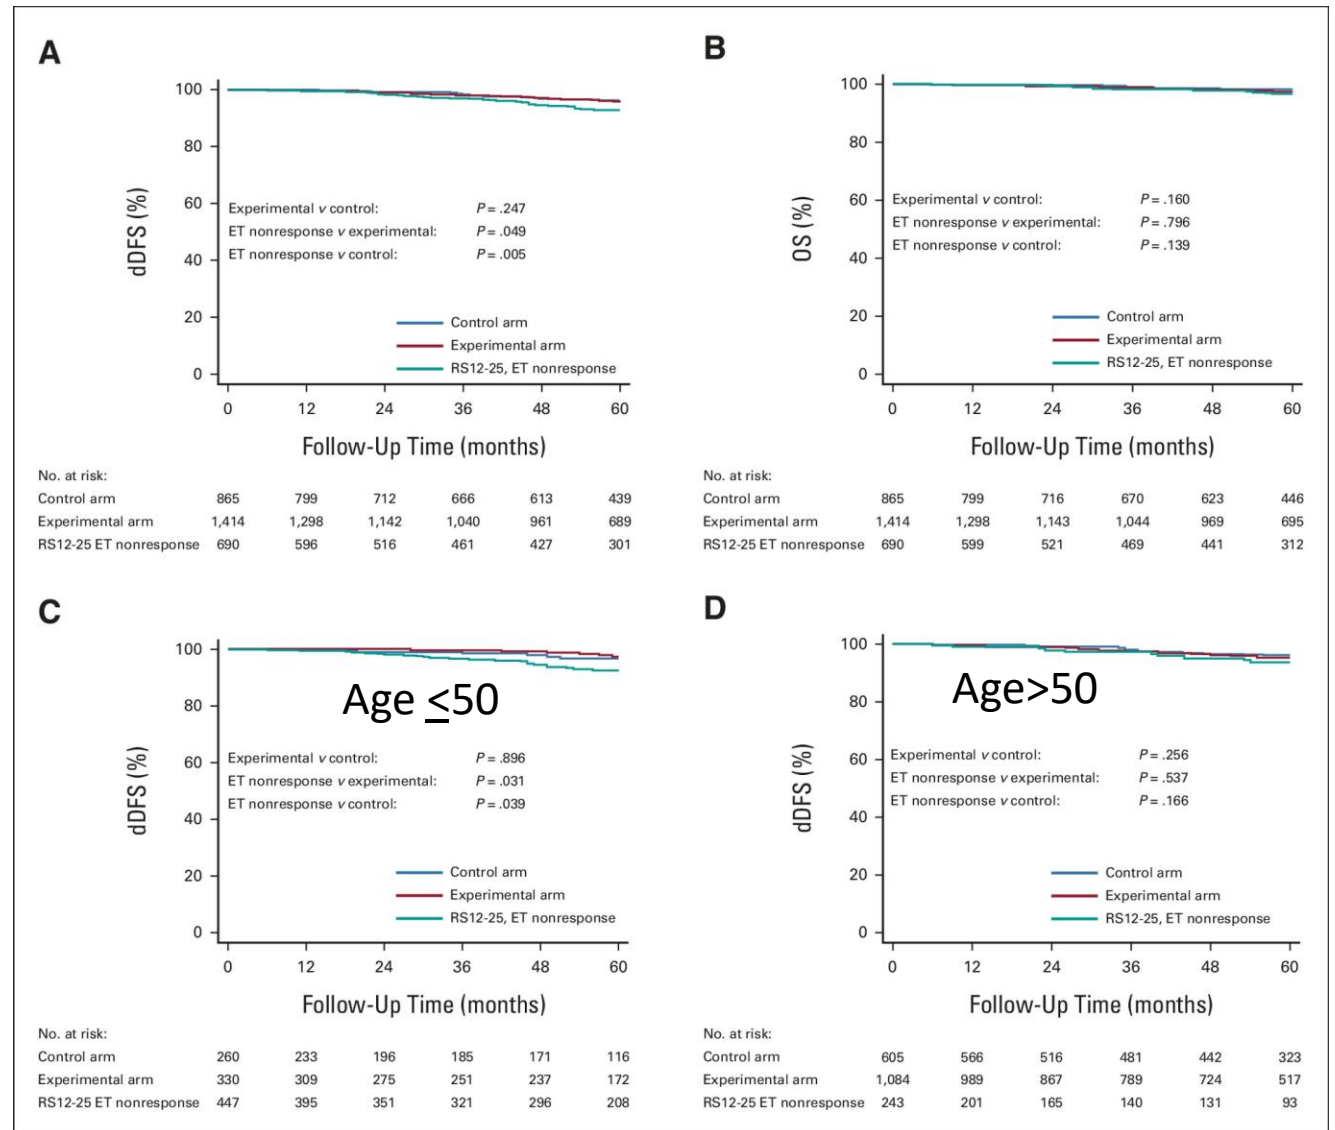 A
100
80
60
40
20
0
dDFS (%)
Experimental v control: P = .247
ET nonresponse v experimental: P = .049
ET nonresponse v control: P = .005
Control arm
Experimental arm
RS12-25, ET nonresponse
0 12 24 36 48 60
Follow-Up Time (months)
No. at risk:
Control arm 865 799 712 666 613 439
Experimental arm 1,414 1,298 1,142 1,040 961 689
RS12-25 ET nonresponse 690 596 516 461 427 301
B
100
80
60
40
20
0
OS (%)
Experimental v control: P = .160
ET nonresponse v experimental: P = .796
ET nonresponse v control: P = .139
Control arm
Experimental arm
RS12-25, ET nonresponse
0 12 24 36 48 60
Follow-Up Time (months)
No. at risk:
Control arm 865 799 716 670 623 446
Experimental arm 1,414 1,298 1,143 1,044 969 695
RS12-25 ET nonresponse 690 599 521 469 441 312
C
100
80
60
40
20
0
dDFS (%)
Age ≤50
Experimental v control: P = .896
ET nonresponse v experimental: P = .031
ET nonresponse v control: P = .039
Control arm
Experimental arm
RS12-25, ET nonresponse
0 12 24 36 48 60
Follow-Up Time (months)
No. at risk:
Control arm 260 233 196 185 171 116
Experimental arm 330 309 275 251 237 172
RS12-25 ET nonresponse 447 395 351 321 296 208
D
100
80
60
40
20
0
dDFS (%)
Age>50
Experimental v control: P = .256
ET nonresponse v experimental: P = .537
ET nonresponse v control: P = .166
Control arm
Experimental arm
RS12-25, ET nonresponse
0 12 24 36 48 60
Follow-Up Time (months)
No. at risk:
Control arm 605 566 516 481 442 323
Experimental arm 1,084 989 867 789 724 517
RS12-25 ET nonresponse 243 201 165 140 131 93